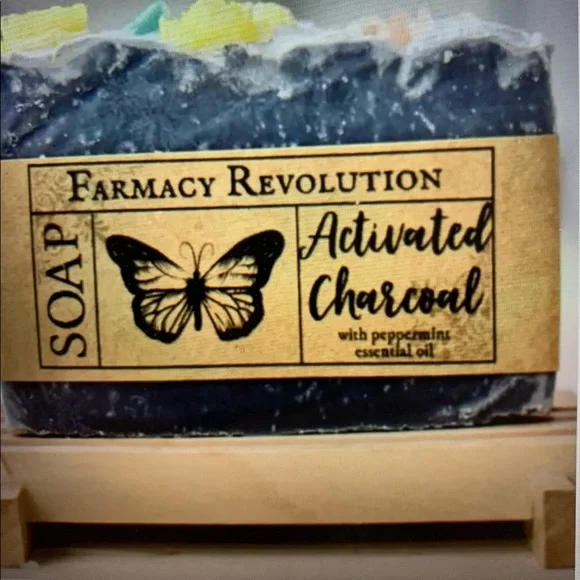 FARMACY REVOLUTION
SOAP
Activated
Charcoal
with peppermint
essential oil